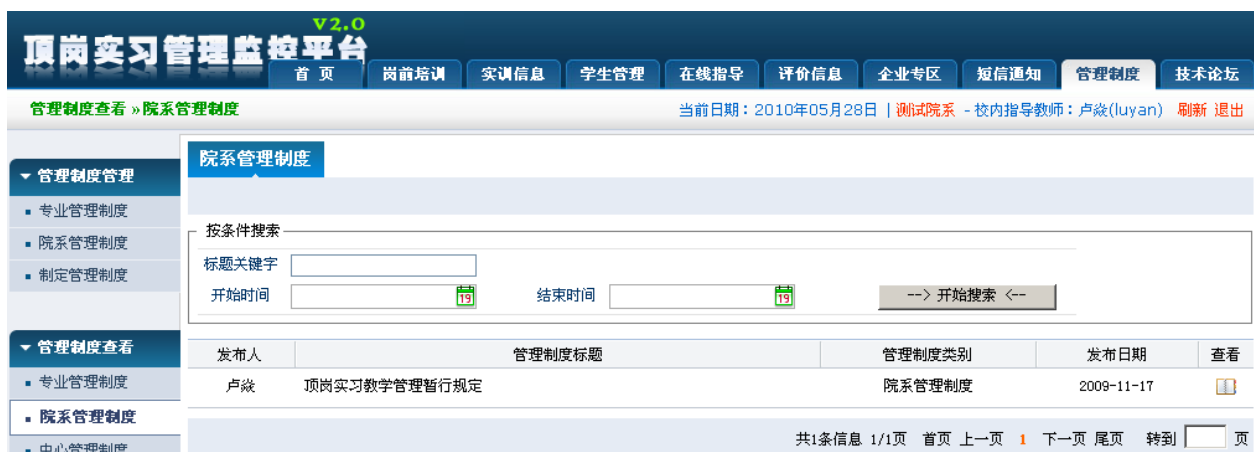 V2.0
顶岗实习管理监控平台
首 页 岗前培训 实训信息 学生管理 在线指导 评价信息 企业专区 短信通知 管理制度 技术论坛
管理制度查看 » 院系管理制度 当前日期：2010年05月28日 | 测试院系 - 校内指导教师：卢燚(luyan) 刷新 退出
院系管理制度
管理制度管理
专业管理制度
院系管理制度
制定管理制度
按条件搜索
标题关键字
开始时间 19 结束时间 19 --> 开始搜索 <--
管理制度查看
专业管理制度
院系管理制度
中心管理制度
发布人 管理制度标题 管理制度类别 发布日期 查看
卢燚 顶岗实习教学管理暂行规定 院系管理制度 2009-11-17
共1条信息 1/1页 首页 上一页 1 下一页 尾页 转到 页